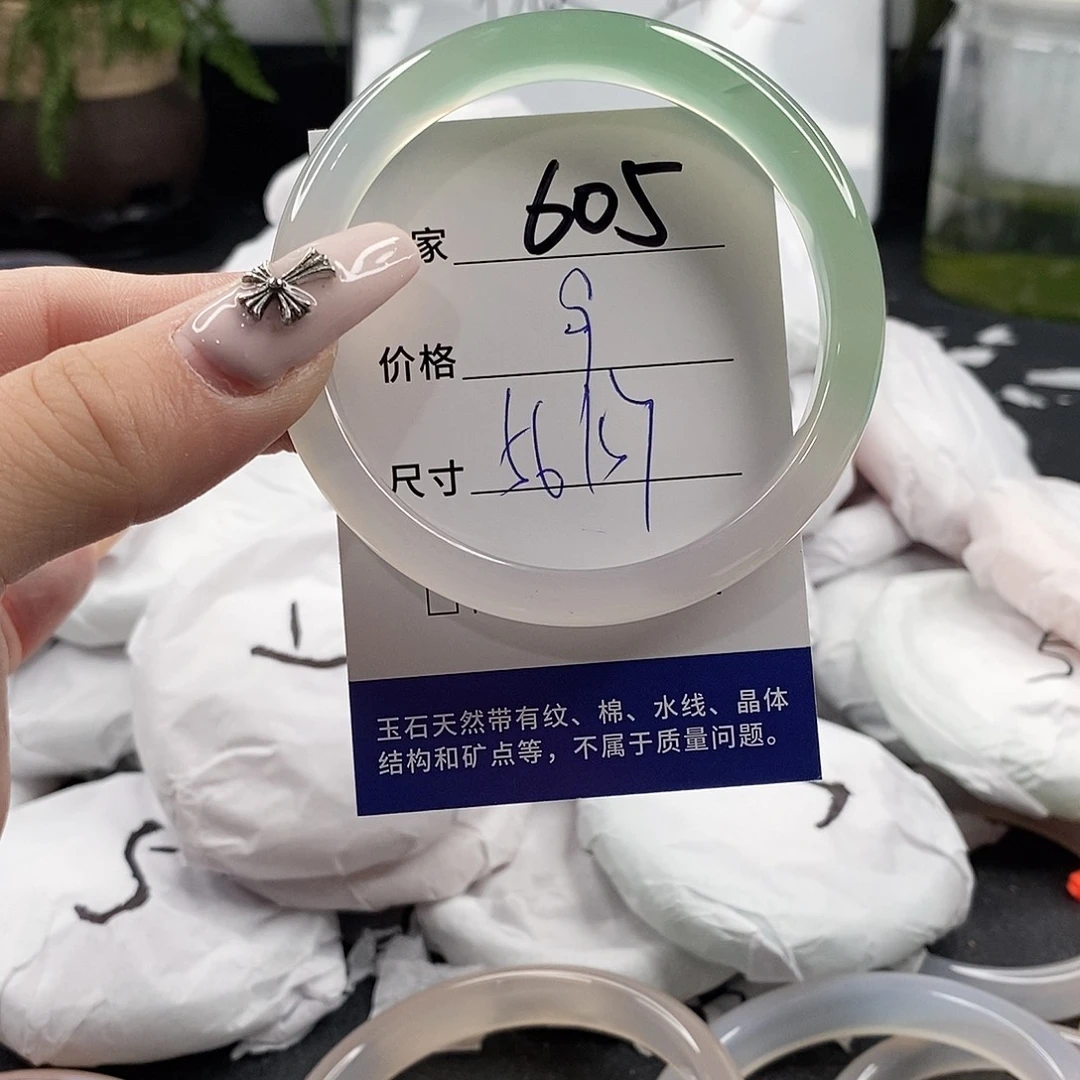 家 605
价格
尺寸 56
玉石天然带有纹、棉、水线、晶体
结构和矿点等，不属于质量问题。